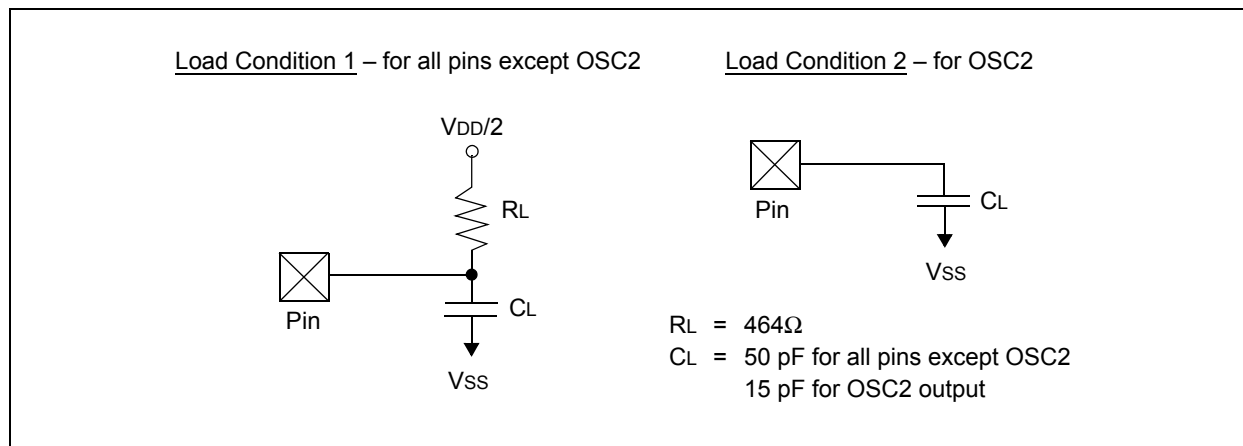 Load Condition 1 – for all pins except OSC2
VDD/2
RL
Pin
CL
VSS
Load Condition 2 – for OSC2
Pin
CL
VSS
RL = 464Ω
CL = 50 pF for all pins except OSC2
15 pF for OSC2 output